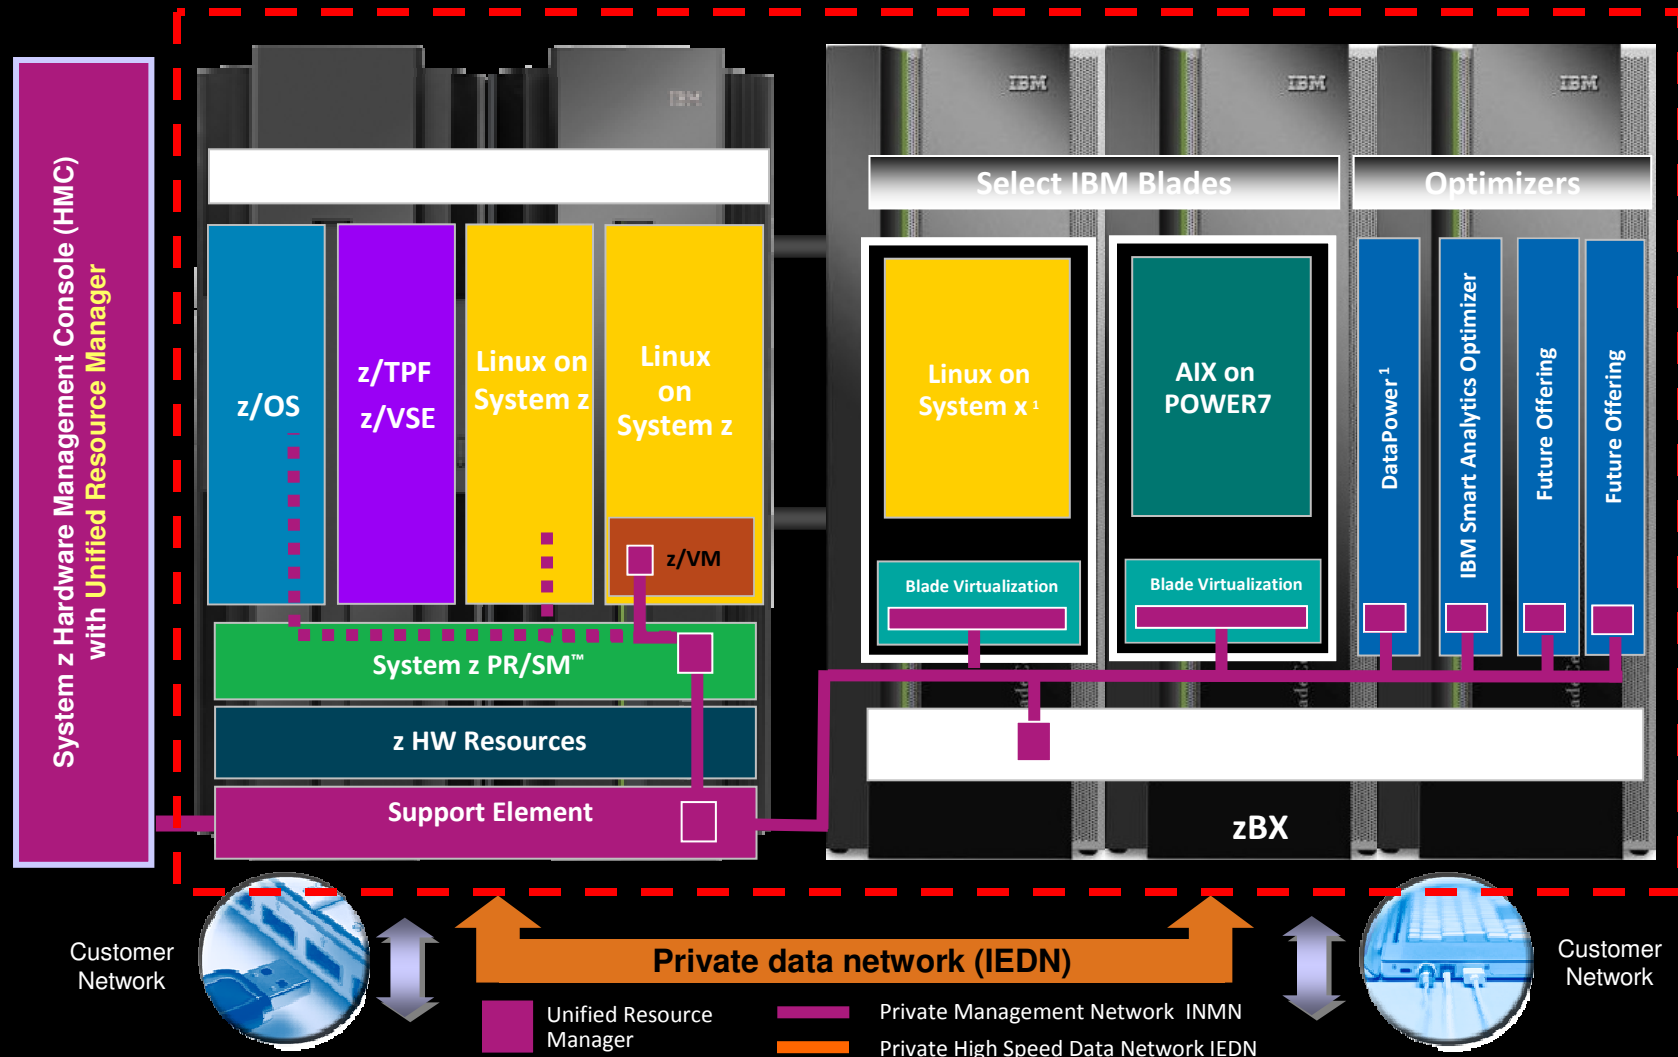 System z Hardware Management Console (HMC)
with Unified Resource Manager
IBM
IBM
IBM
Select IBM Blades
Optimizers
z/OS
z/TPF
z/VSE
Linux on
System z
Linux
on
System z
z/VM
Linux on
System x 1
AIX on
POWER7
DataPower 1
IBM Smart Analytics Optimizer
Future Offering
Future Offering
Blade Virtualization
Blade Virtualization
System z PR/SM™
z HW Resources
Support Element
zBX
Customer
Network
Private data network (IEDN)
Customer
Network
Unified Resource
Manager
Private Management Network INMN
Private High Speed Data Network IEDN